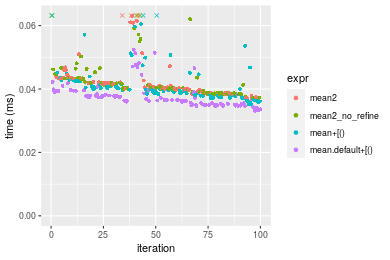 0.06
0.04
0.02
0.00
time (ms)
0
25
50
75
100
iteration
expr
mean2
mean2_no_refine
mean+[()
mean.default+[()